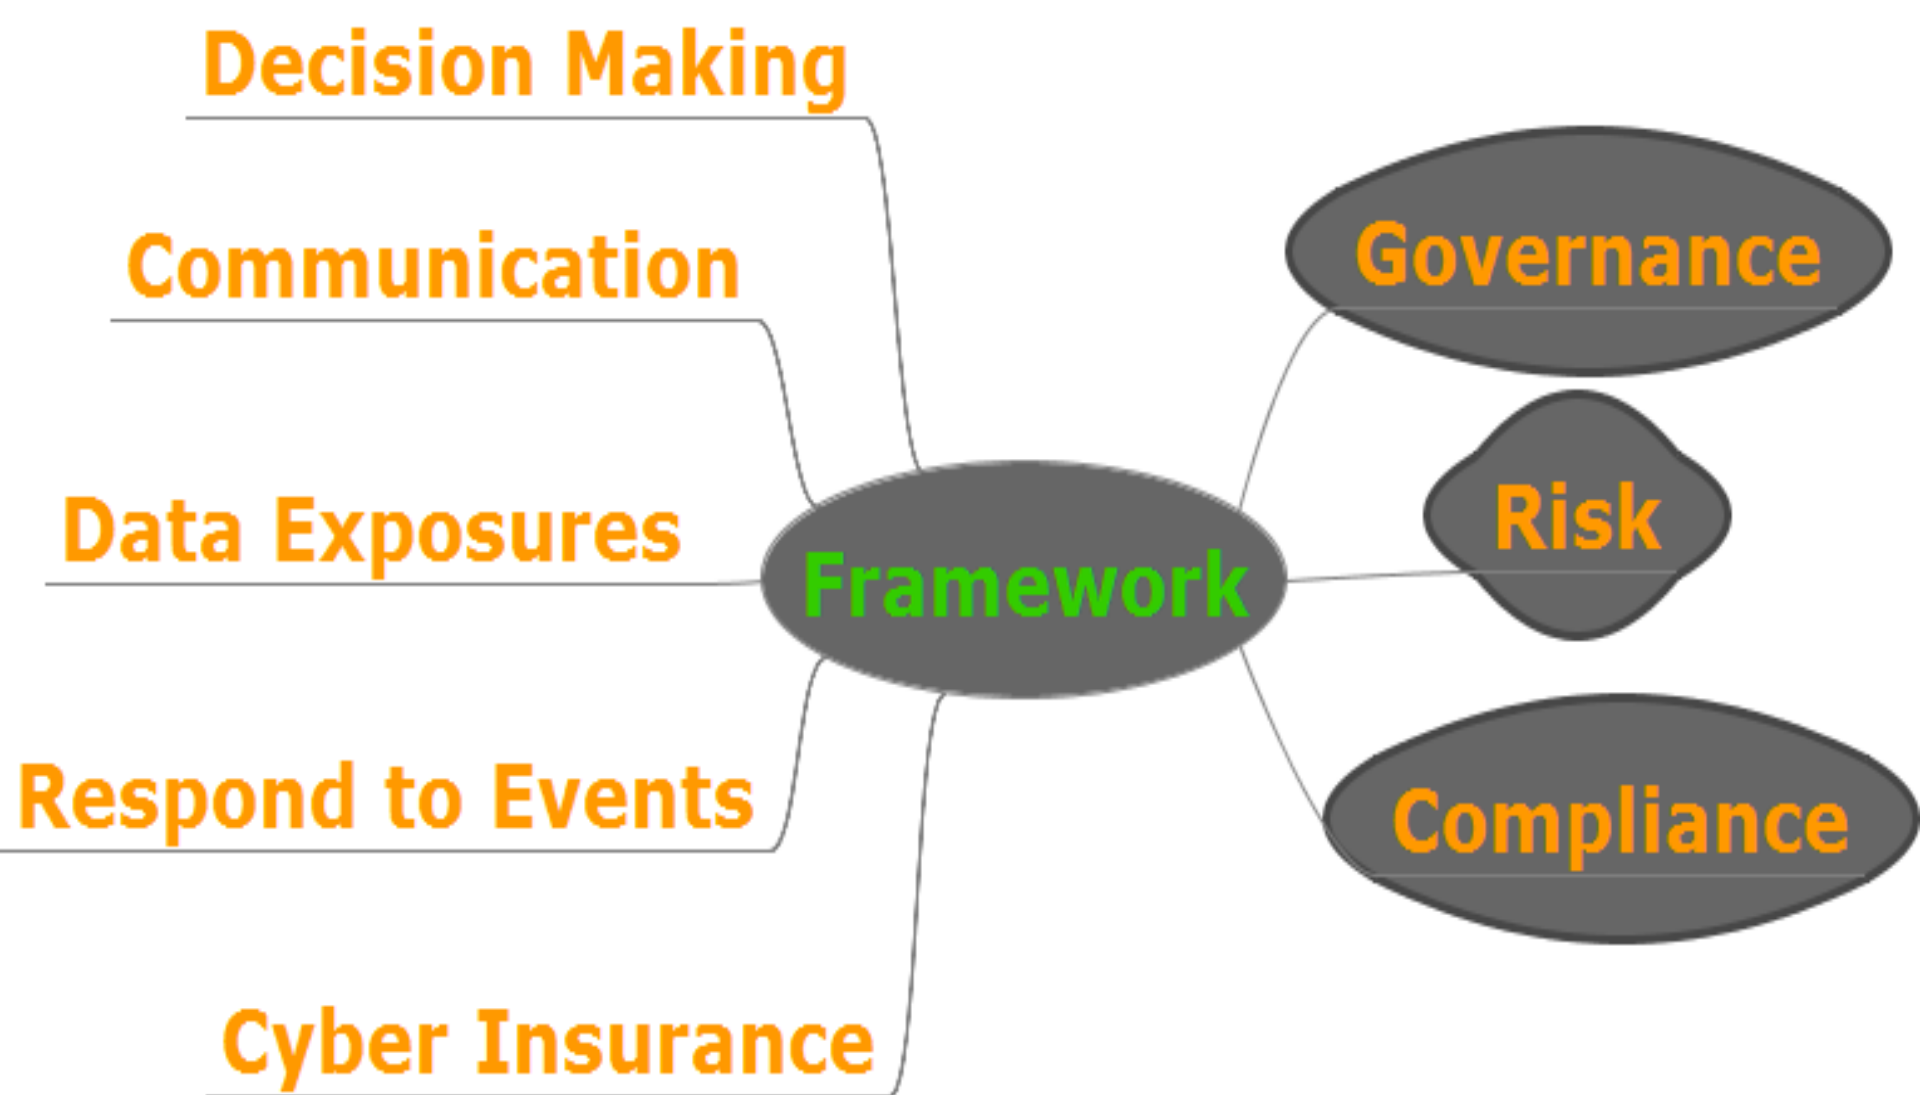 Decision Making
Communication
Data Exposures
Respond to Events
Cyber Insurance
Framework
Governance
Risk
Compliance